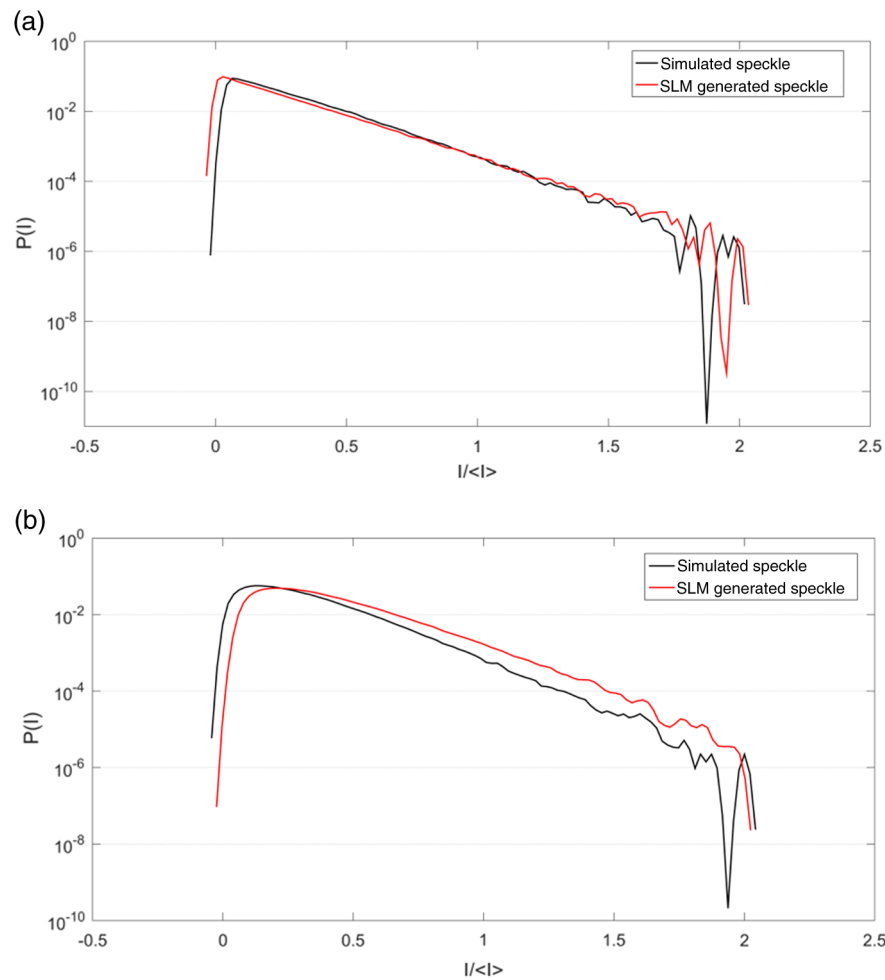 (a)
10^0
10^-2
10^-4
10^-6
10^-8
10^-10
P(I)
-0.5
0
0.5
1
1.5
2
2.5
I/<I>
Simulated speckle
SLM generated speckle
(b)
10^0
10^-2
10^-4
10^-6
10^-8
10^-10
P(I)
-0.5
0
0.5
1
1.5
2
2.5
I/<I>
Simulated speckle
SLM generated speckle